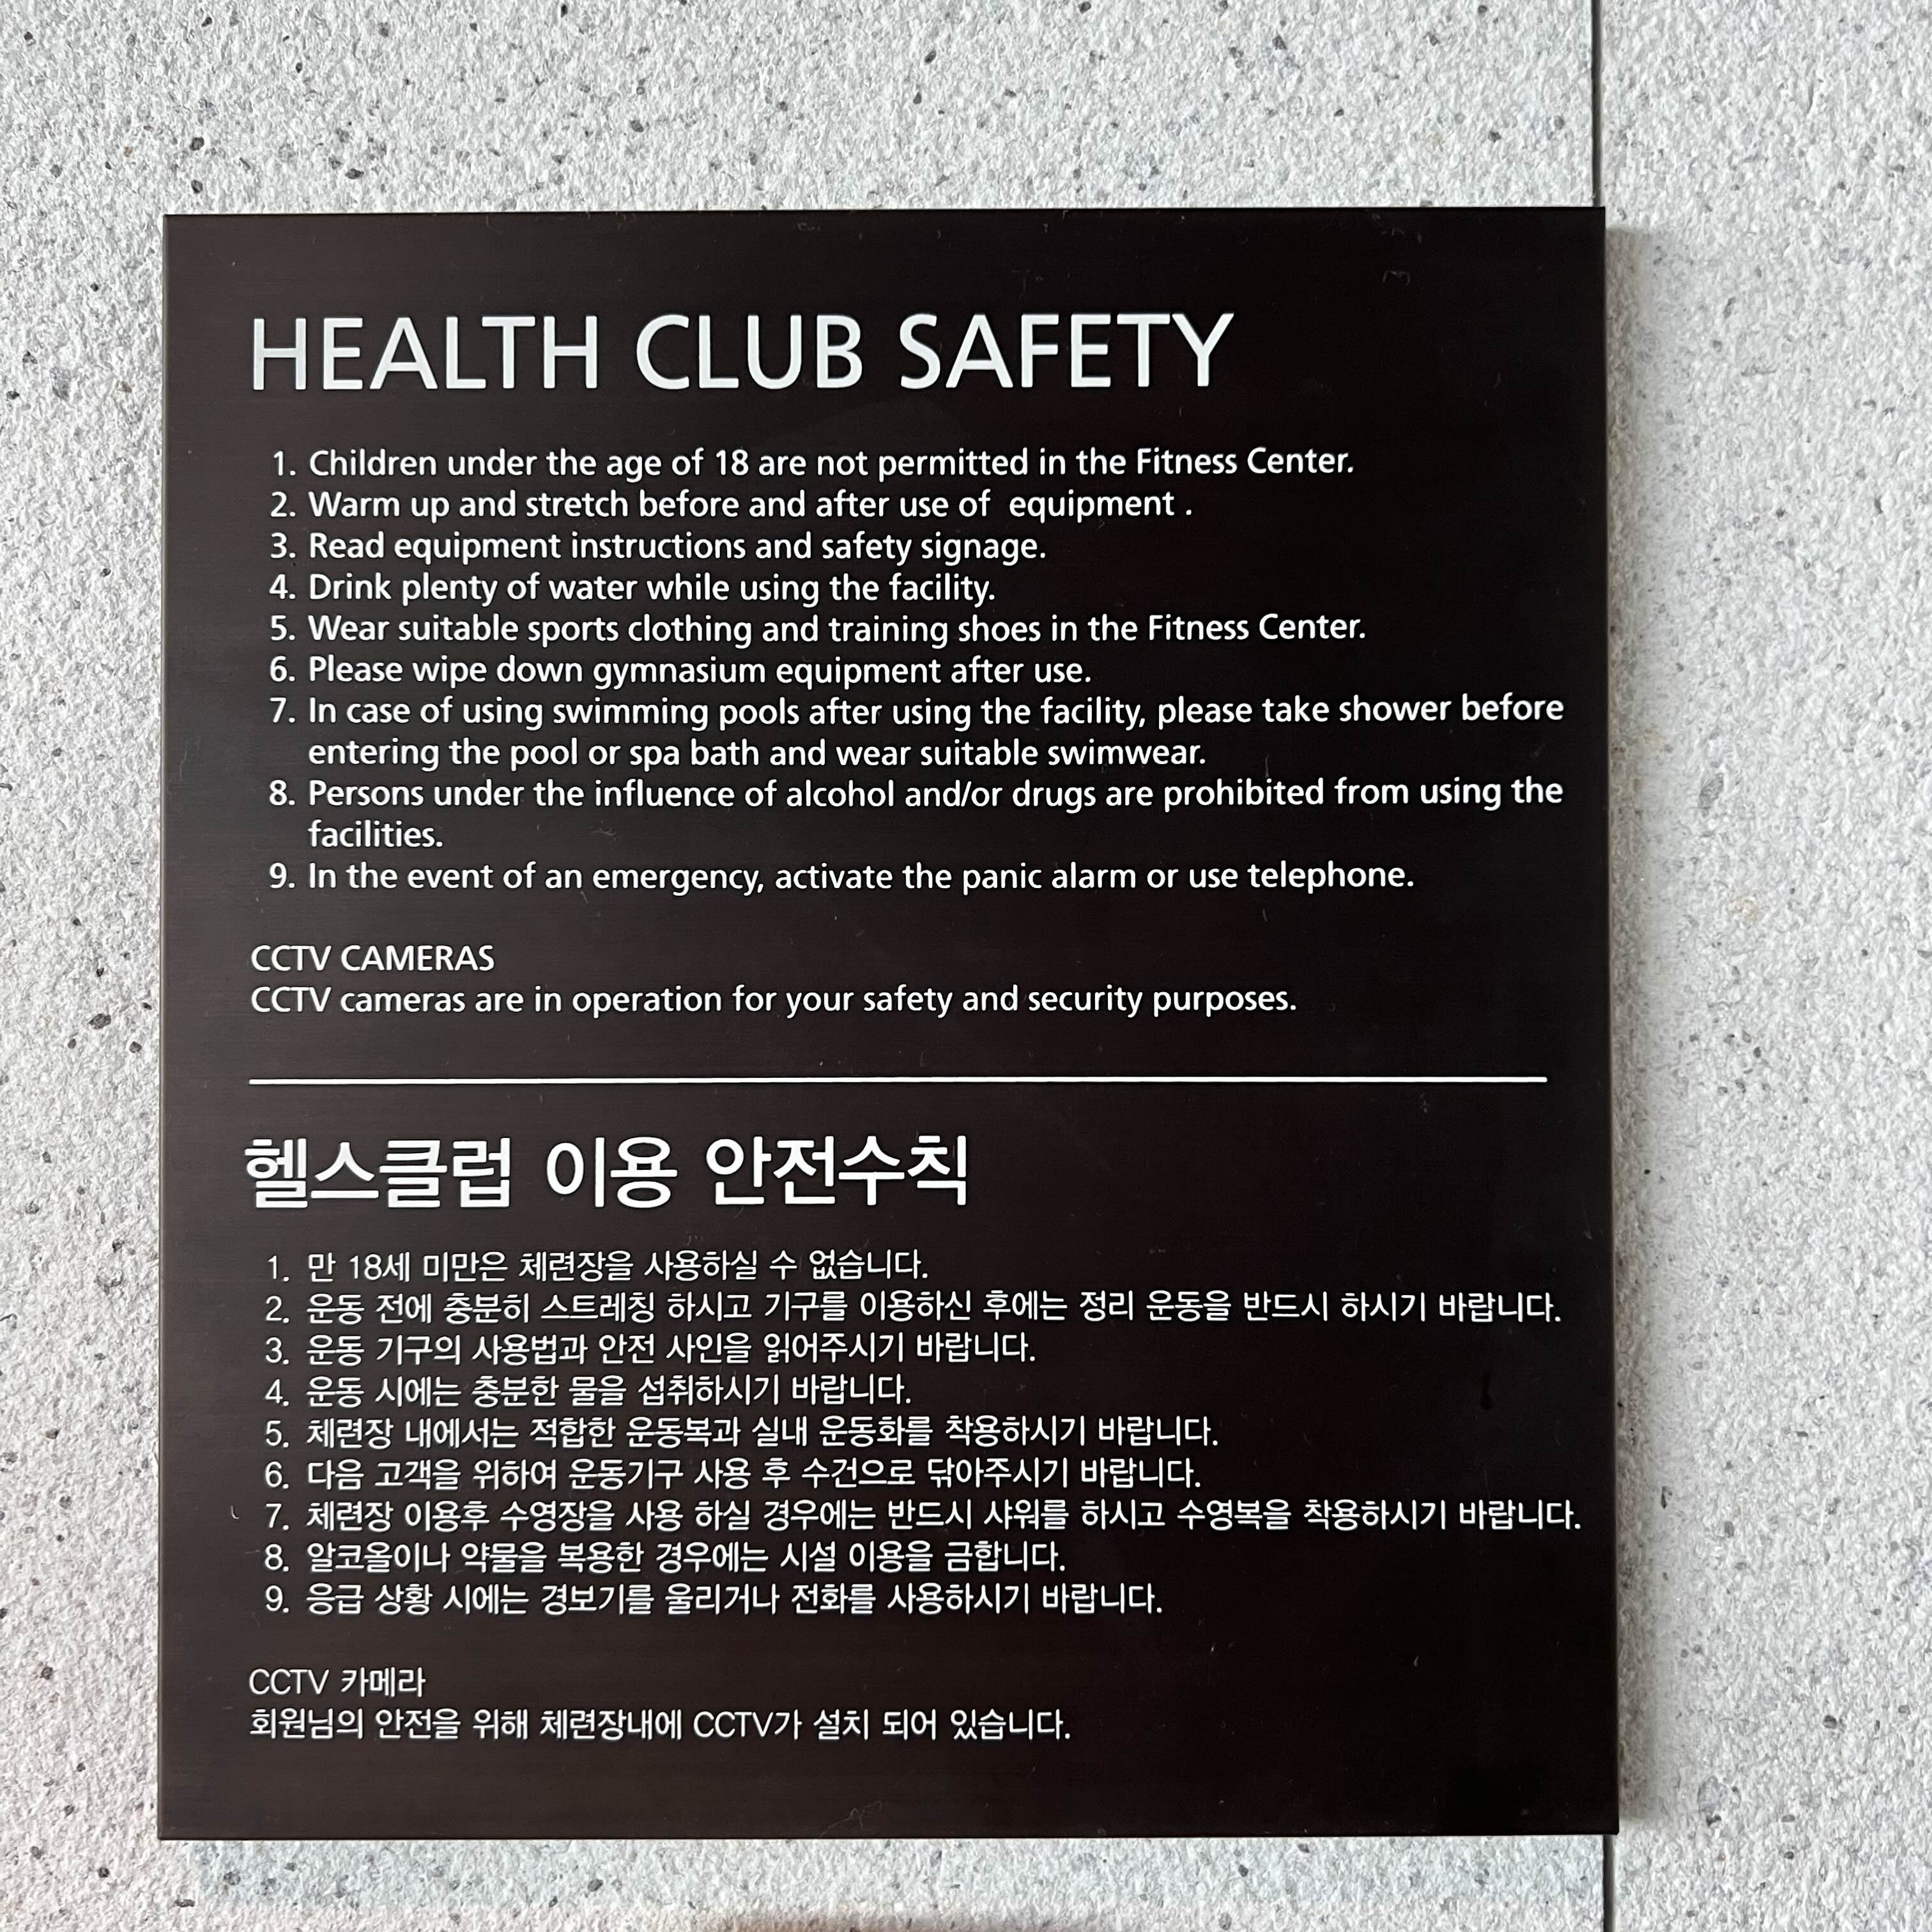 HEALTH CLUB SAFETY
1. Children under the age of 18 are not permitted in the Fitness Center.
2. Warm up and stretch before and after use of  equipment .
3. Read equipment instructions and safety signage.
4. Drink plenty of water while using the facility.
5. Wear suitable sports clothing and training shoes in the Fitness Center.
6. Please wipe down gymnasium equipment after use.
7. In case of using swimming pools after using the facility, please take shower before
entering the pool or spa bath and wear suitable swimwear.
8. Persons under the influence of alcohol and/or drugs are prohibited from using the
facilities.
9. In the event of an emergency, activate the panic alarm or use telephone.
CCTV CAMERAS
CCTV cameras are in operation for your safety and security purposes.
헬스클럽 이용 안전수칙
1. 만 18세 미만은 체련장을 사용하실 수 없습니다.
2. 운동 전에 충분히 스트레칭 하시고 기구를 이용하신 후에는 정리 운동을 반드시 하시기 바랍니다.
3. 운동 기구의 사용법과 안전 사인을 읽어주시기 바랍니다.
4. 운동 시에는 충분한 물을 섭취하시기 바랍니다.
5. 체련장 내에서는 적합한 운동복과 실내 운동화를 착용하시기 바랍니다.
6. 다음 고객을 위하여 운동기구 사용 후 수건으로 닦아주시기 바랍니다.
7. 체련장 이용후 수영장을 사용 하실 경우에는 반드시 샤워를 하시고 수영복을 착용하시기 바랍니다.
8. 알코올이나 약물을 복용한 경우에는 시설 이용을 금합니다.
9. 응급 상황 시에는 경보기를 울리거나 전화를 사용하시기 바랍니다.
CCTV 카메라
회원님의 안전을 위해 체련장내에 CCTV가 설치 되어 있습니다.